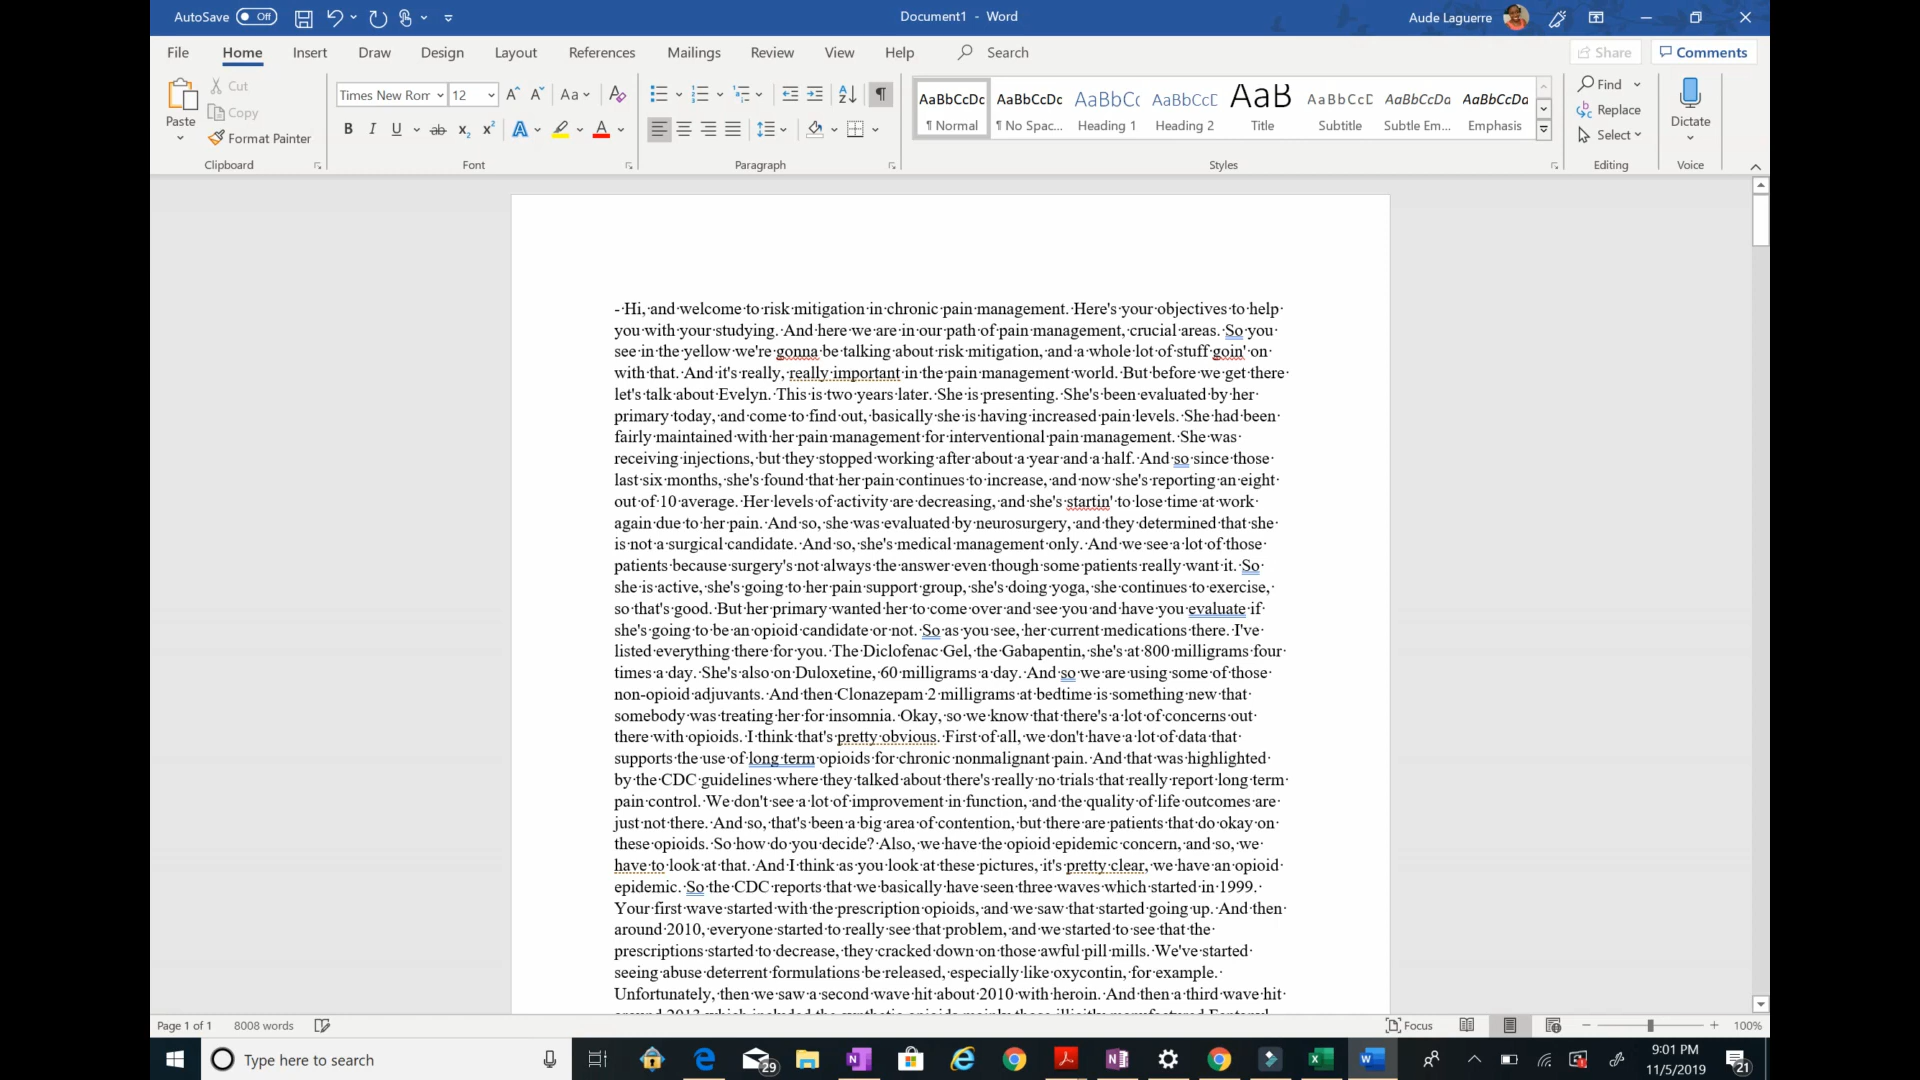 AutoSave Off
Document1 - Word
Aude Laguerre
File Home Insert Draw Design Layout References Mailings Review View Help Search Share Comments
Paste
Cut
Copy
Format Painter
Clipboard
Times New Ror 12
Font
Paragraph
AaBbCcDc AaBbCcDc AaBbCc AaBbCcD AaB AaBbCcD AaBbCcDa AaBbCcDa
¶ Normal ¶ No Spac... Heading 1 Heading 2 Title Subtitle Subtle Em... Emphasis
Styles
Find
Replace
Select
Editing
Dictate
Voice
- Hi, and welcome to risk mitigation in chronic pain management. Here's your objectives to help
you with your studying. And here we are in our path of pain management, crucial areas. So you
see in the yellow we're gonna be talking about risk mitigation, and a whole lot of stuff goin' on
with that. And it's really, really important in the pain management world. But before we get there
let's talk about Evelyn. This is two years later. She is presenting. She's been evaluated by her
primary today, and come to find out, basically she is having increased pain levels. She had been
fairly maintained with her pain management for interventional pain management. She was
receiving injections, but they stopped working after about a year and a half. And so since those
last six months, she's found that her pain continues to increase, and now she's reporting an eight
out of 10 average. Her levels of activity are decreasing, and she's startin' to lose time at work
again due to her pain. And so, she was evaluated by neurosurgery, and they determined that she
is not a surgical candidate. And so, she's medical management only. And we see a lot of those
patients because surgery's not always the answer even though some patients really want it. So
she is active, she's going to her pain support group, she's doing yoga, she continues to exercise,
so that's good. But her primary wanted her to come over and see you and have you evaluate if
she's going to be an opioid candidate or not. So as you see, her current medications there. I've
listed everything there for you. The Diclofenac Gel, the Gabapentin, she's at 800 milligrams four
times a day. She's also on Duloxetine, 60 milligrams a day. And so we are using some of those
non-opioid adjuvants. And then Clonazepam 2 milligrams at bedtime is something new that
somebody was treating her for insomnia. Okay, so we know that there's a lot of concerns out
there with opioids. I think that's pretty obvious. First of all, we don't have a lot of data that
supports the use of long term opioids for chronic nonmalignant pain. And that was highlighted
by the CDC guidelines where they talked about there's really no trials that really report long term
pain control. We don't see a lot of improvement in function, and the quality of life outcomes are
just not there. And so, that's been a big area of contention, but there are patients that do okay on
these opioids. So how do you decide? Also, we have the opioid epidemic concern, and so, we
have to look at that. And I think as you look at these pictures, it's pretty clear, we have an opioid
epidemic. So the CDC reports that we basically have seen three waves which started in 1999.
Your first wave started with the prescription opioids, and we saw that started going up. And then
around 2010, everyone started to really see that problem, and we started to see that the
prescriptions started to decrease, they cracked down on those awful pill mills. We've started
seeing abuse deterrent formulations be released, especially like oxycontin, for example.
Unfortunately, then we saw a second wave hit about 2010 with heroin. And then a third wave hit
around 2013 which included the synthetic opioids mainly those illicitly manufactured Fentanyl
Page 1 of 1 8008 words
Focus
100%
Type here to search
29
9:01 PM
11/5/2019
21